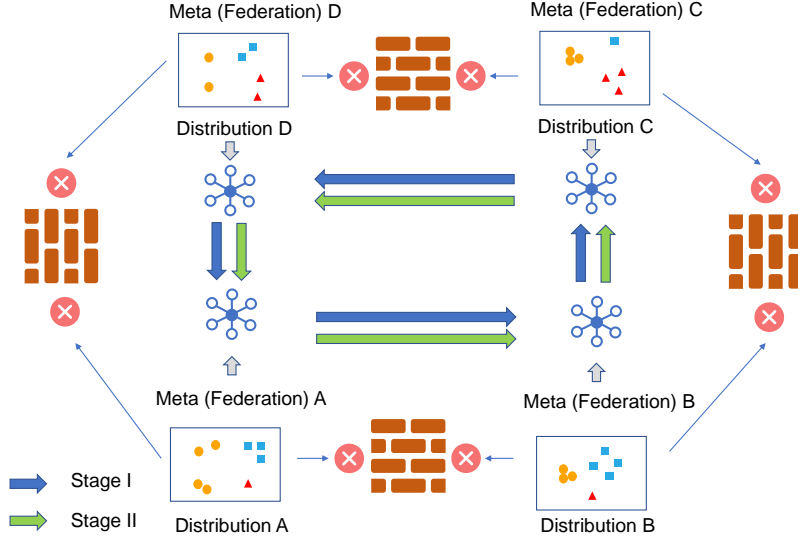 Meta (Federation) D
Meta (Federation) C
Distribution D
Distribution C
Meta (Federation) A
Meta (Federation) B
Stage I
Stage II
Distribution A
Distribution B